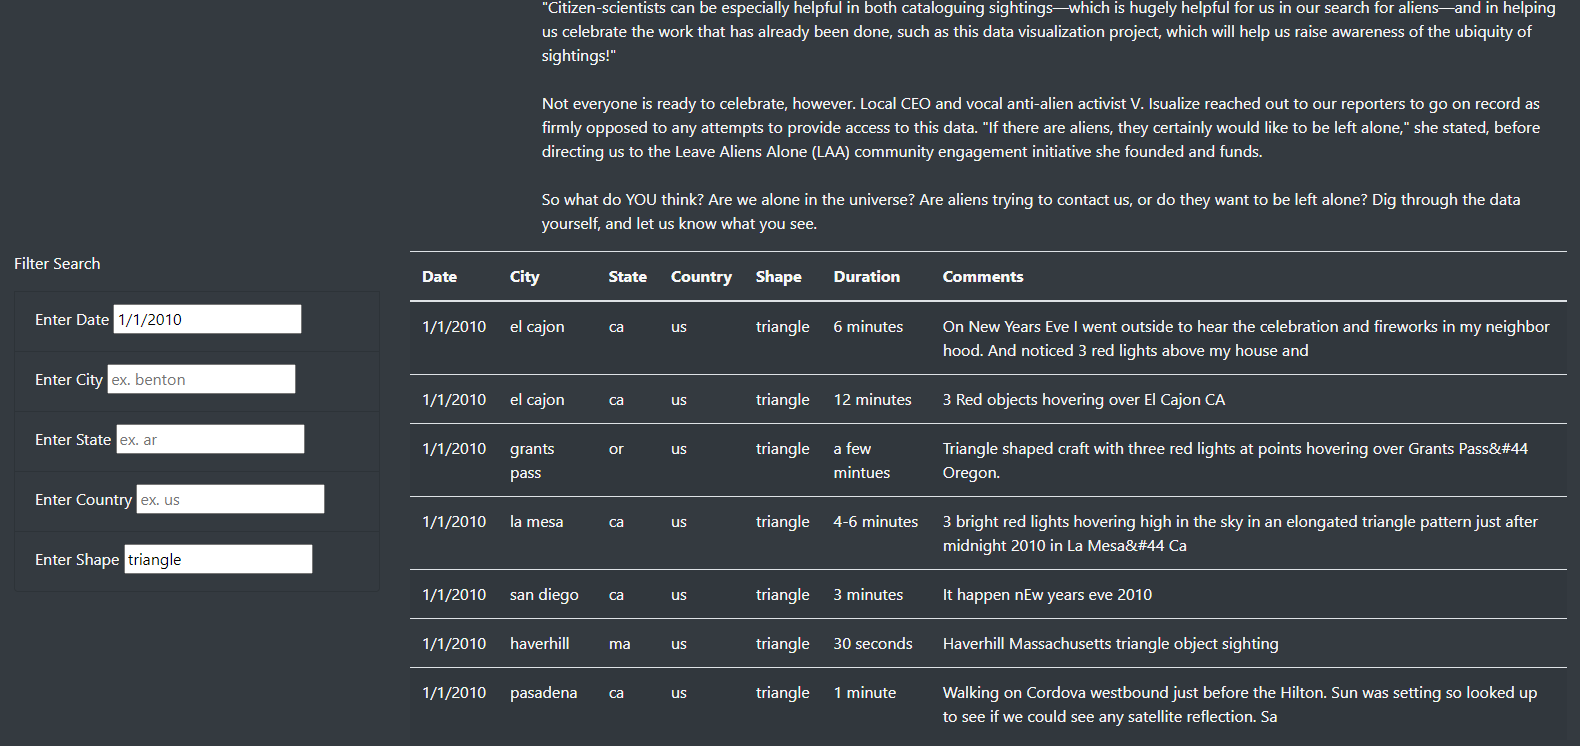 "Citizen-scientists can be especially helpful in both cataloguing sightings—which is hugely helpful for us in our search for aliens—and in helping
us celebrate the work that has already been done, such as this data visualization project, which will help us raise awareness of the ubiquity of
sightings!"
Not everyone is ready to celebrate, however. Local CEO and vocal anti-alien activist V. Isualize reached out to our reporters to go on record as
firmly opposed to any attempts to provide access to this data. "If there are aliens, they certainly would like to be left alone," she stated, before
directing us to the Leave Aliens Alone (LAA) community engagement initiative she founded and funds.
So what do YOU think? Are we alone in the universe? Are aliens trying to contact us, or do they want to be left alone? Dig through the data
yourself, and let us know what you see.
Filter Search
Enter Date 1/1/2010
Enter City ex. benton
Enter State ex. ar
Enter Country ex. us
Enter Shape triangle
Date City State Country Shape Duration Comments
1/1/2010 el cajon ca us triangle 6 minutes On New Years Eve I went outside to hear the celebration and fireworks in my neighbor
hood. And noticed 3 red lights above my house and
1/1/2010 el cajon ca us triangle 12 minutes 3 Red objects hovering over El Cajon CA
1/1/2010 grants or us triangle a few Triangle shaped craft with three red lights at points hovering over Grants Pass&#44
pass mintues Oregon.
1/1/2010 la mesa ca us triangle 4-6 minutes 3 bright red lights hovering high in the sky in an elongated triangle pattern just after
midnight 2010 in La Mesa&#44 Ca
1/1/2010 san diego ca us triangle 3 minutes It happen nEw years eve 2010
1/1/2010 haverhill ma us triangle 30 seconds Haverhill Massachusetts triangle object sighting
1/1/2010 pasadena ca us triangle 1 minute Walking on Cordova westbound just before the Hilton. Sun was setting so looked up
to see if we could see any satellite reflection. Sa